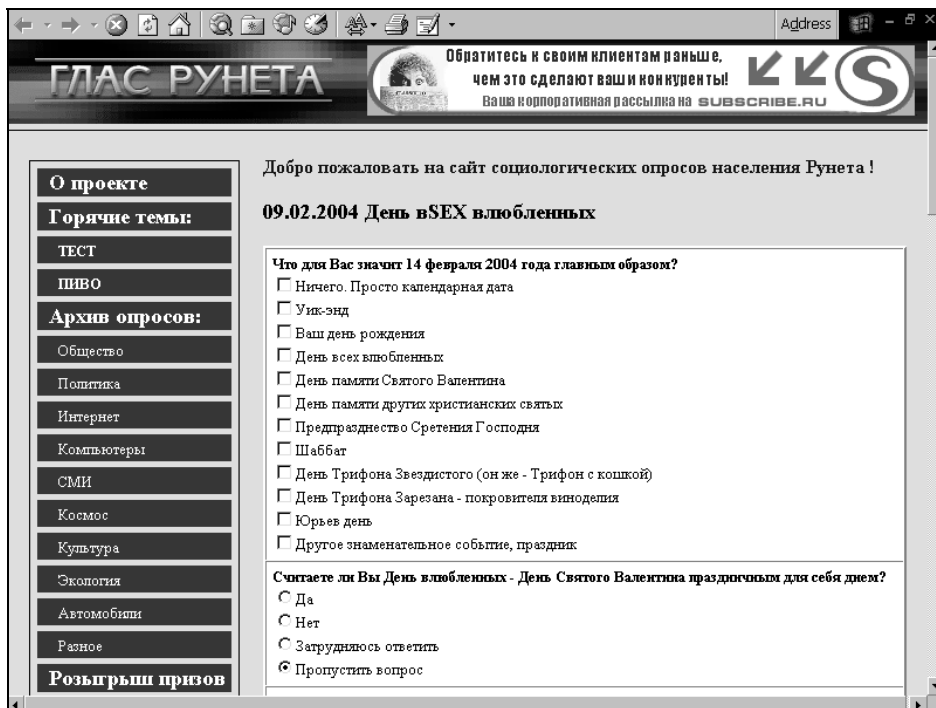 Address
ГЛАС РУНЕТА
Обратитесь к своим клиентам раньше,
чем это сделают ваши конкуренты!
Ваша корпоративная рассылка на SUBSCRIBE.RU
S
Добро пожаловать на сайт социологических опросов населения Рунета !
09.02.2004 День вSEX влюбленных
О проекте
Горячие темы:
ТЕСТ
ПИВО
Архив опросов:
Общество
Политика
Интернет
Компьютеры
СМИ
Космос
Культура
Экология
Автомобили
Разное
Розыгрыш призов
Что для Вас значит 14 февраля 2004 года главным образом?
Ничего. Просто календарная дата
Уик-энд
Ваш день рождения
День всех влюбленных
День памяти Святого Валентина
День памяти других христианских святых
Предпразднество Сретения Господня
Шаббат
День Трифона Звездистого (он же - Трифон с кошкой)
День Трифона Зарезана - покровителя виноделия
Юрьев день
Другое знаменательное событие, праздник
Считаете ли Вы День влюбленных - День Святого Валентина праздничным для себя днем?
Да
Нет
Затрудняюсь ответить
Пропустить вопрос